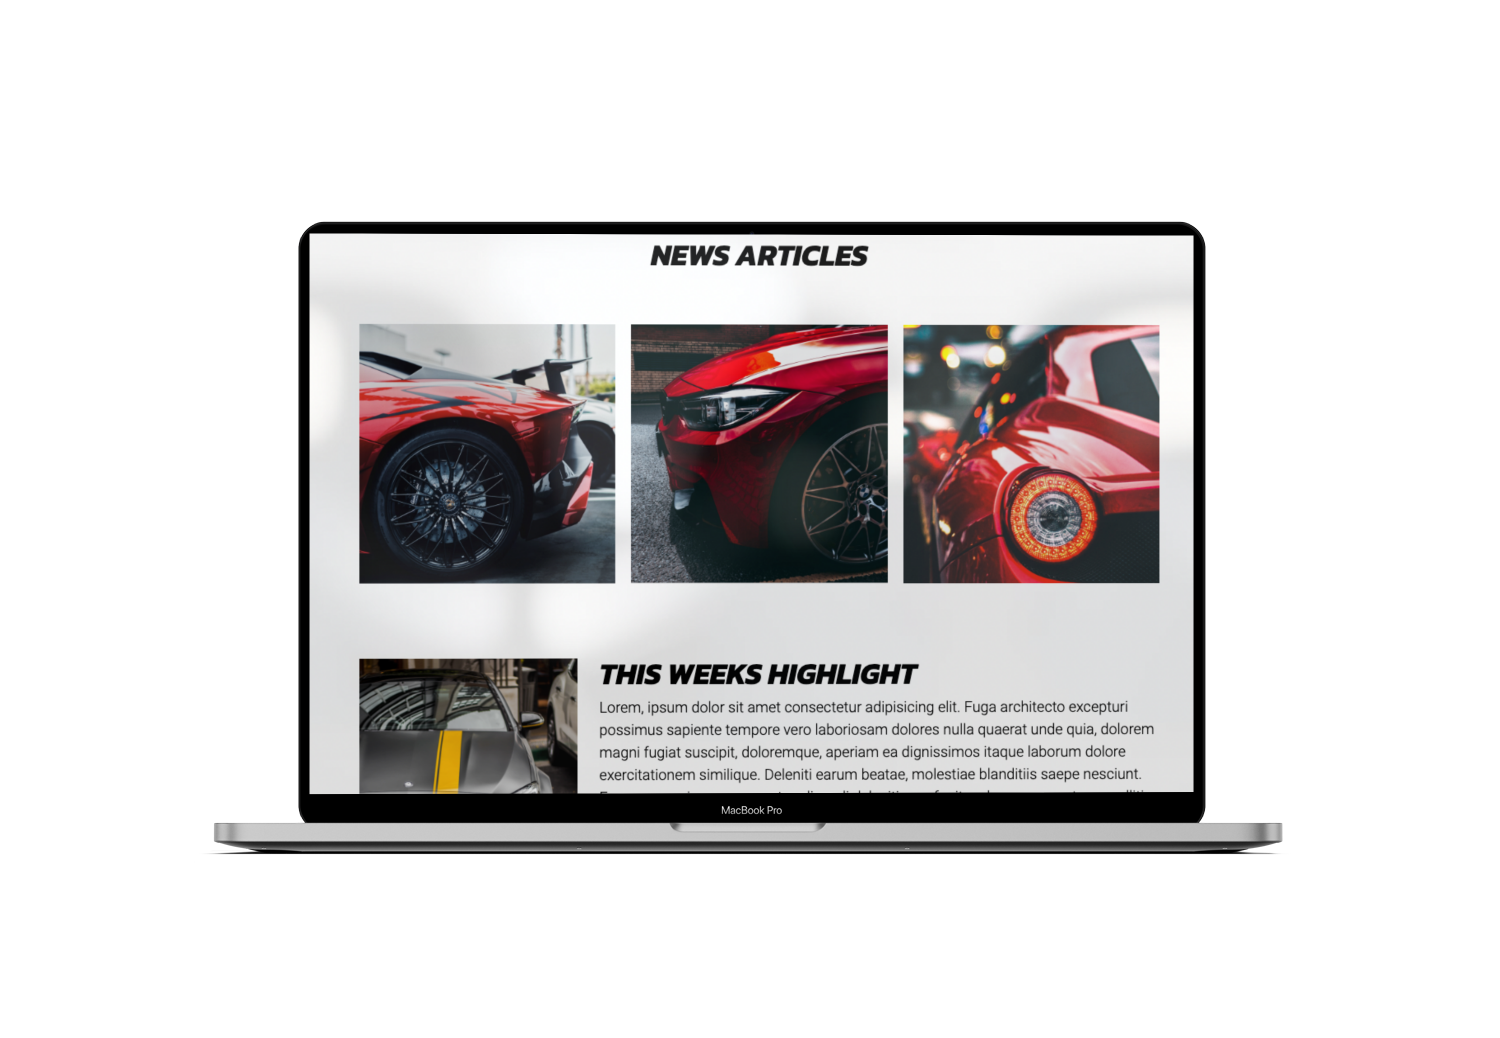 NEWS ARTICLES
THIS WEEKS HIGHLIGHT
Lorem, ipsum dolor sit amet consectetur adipisicing elit. Fuga architecto excepturi
possimus sapiente tempore vero laboriosam dolores nulla quaerat unde quia, dolorem
magni fugiat suscipit, doloremque, aperiam ea dignissimos itaque laborum dolore
exercitationem similique. Deleniti earum beatae, molestiae blanditiis saepe nesciunt.
MacBook Pro